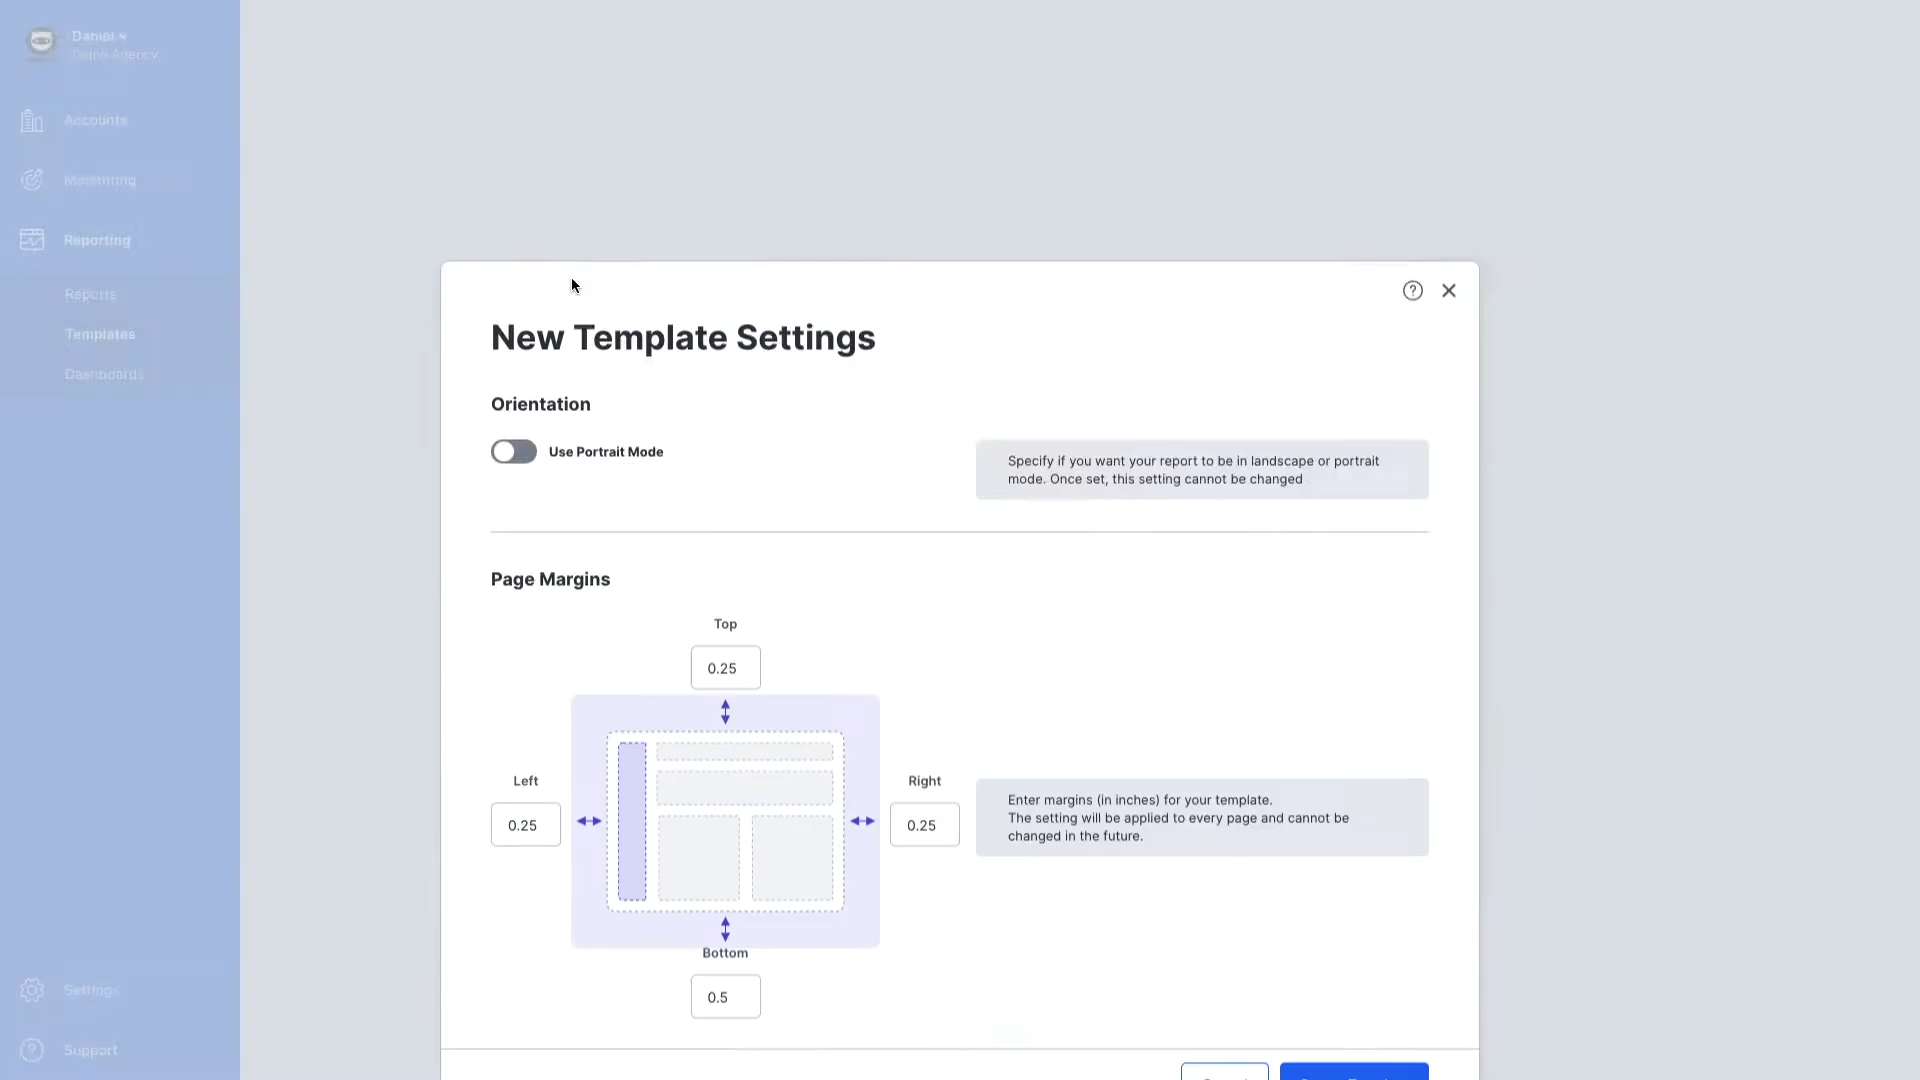 Daniel
Demo Agency
Accounts
Monitoring
Reporting
Reports
Templates
Dashboards
Settings
Support
New Template Settings
Orientation
Use Portrait Mode
Specify if you want your report to be in landscape or portrait
mode. Once set, this setting cannot be changed
Page Margins
Top
0.25
Left
0.25
Right
0.25
Enter margins (in inches) for your template.
The setting will be applied to every page and cannot be
changed in the future.
Bottom
0.5